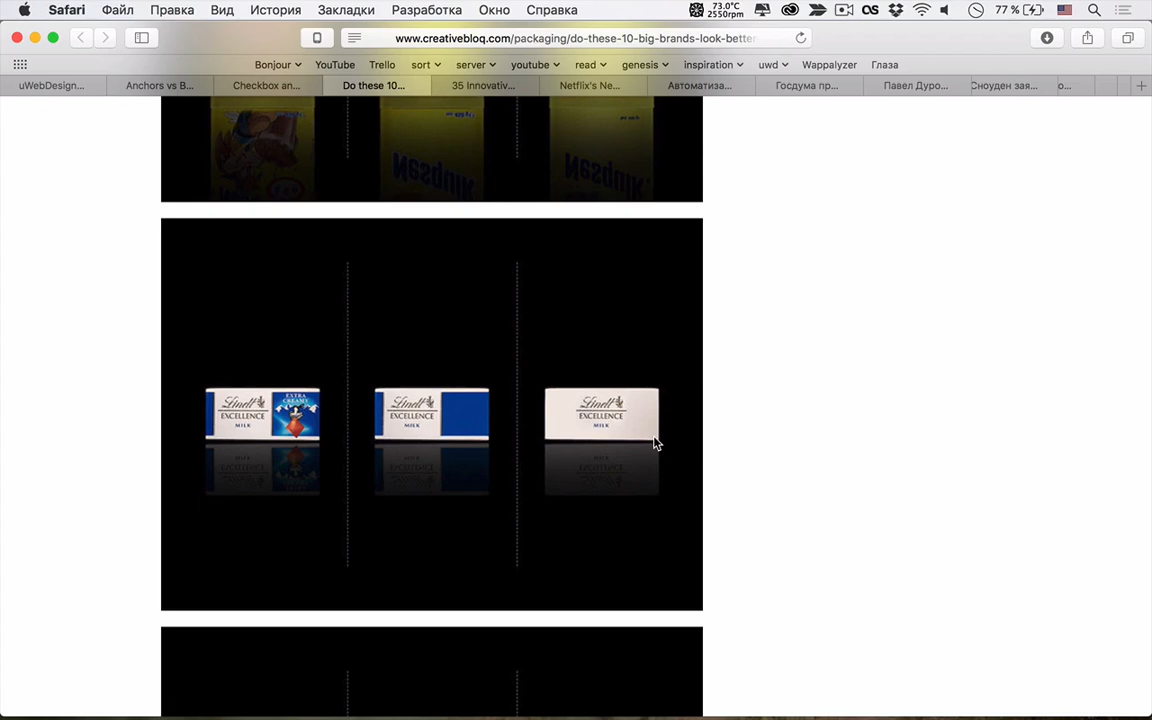 Safari Файл Правка Вид История Закладки Разработка Окно Справка 73.0°C 2550rpm 77 %
www.creativebloq.com/packaging/do-these-10-big-brands-look-better-
Bonjour YouTube Trello sort server youtube read genesis inspiration uwd Wappalyzer Глаза
uWebDesign... Anchors vs B... Checkbox an... Do these 10... 35 Innovativ... Netflix's Ne... Автоматиза... Госдума пр... Павел Дуро... Сноуден зая... о...
Nesquik Nesquik
Lindt EXCELLENCE MILK EXTRA CREAMY
Lindt EXCELLENCE MILK
Lindt EXCELLENCE MILK